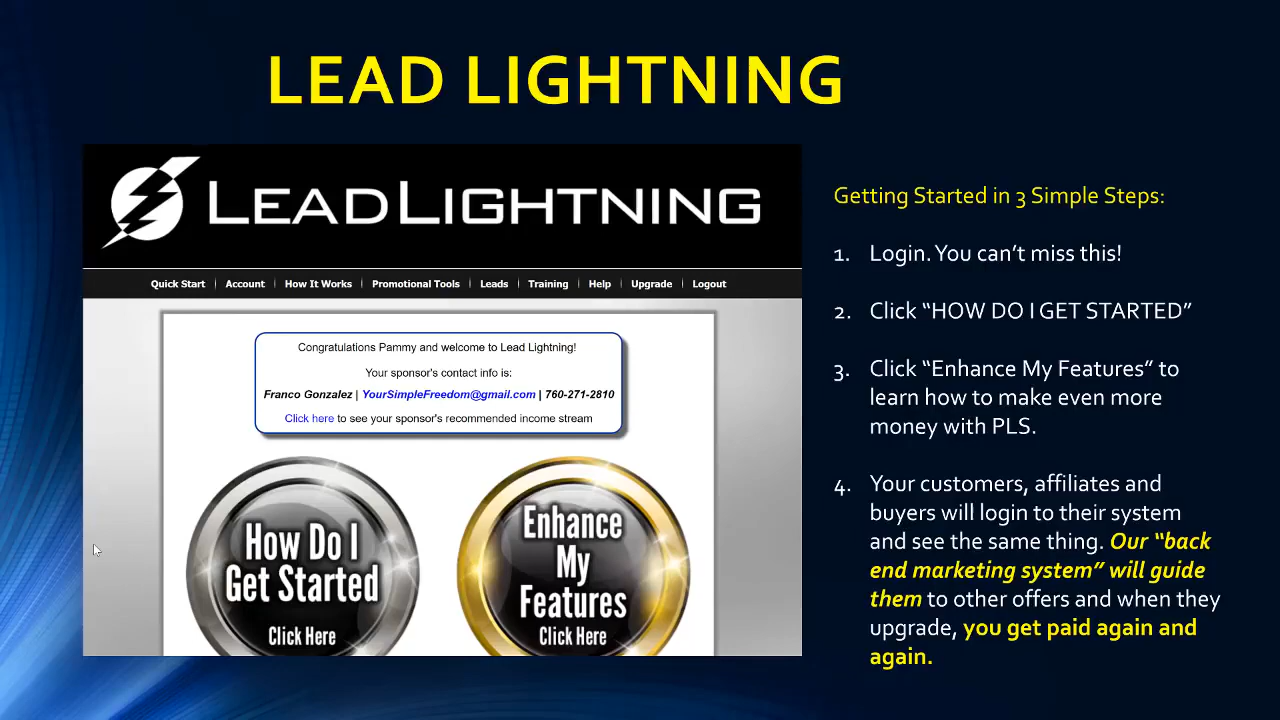 LEAD LIGHTNING
LEADLIGHTNING
Quick Start | Account | How It Works | Promotional Tools | Leads | Training | Help | Upgrade | Logout
Congratulations Pammy and welcome to Lead Lightning!
Your sponsor's contact info is:
Franco Gonzalez | YourSimpleFreedom@gmail.com | 760-271-2810
Click here to see your sponsor's recommended income stream
How Do I
Get Started
Click Here
Enhance
My
Features
Click Here
Getting Started in 3 Simple Steps:
1. Login. You can’t miss this!
2. Click “HOW DO I GET STARTED”
3. Click “Enhance My Features” to
learn how to make even more
money with PLS.
4. Your customers, affiliates and
buyers will login to their system
and see the same thing. Our “back
end marketing system” will guide
them to other offers and when they
upgrade, you get paid again and
again.